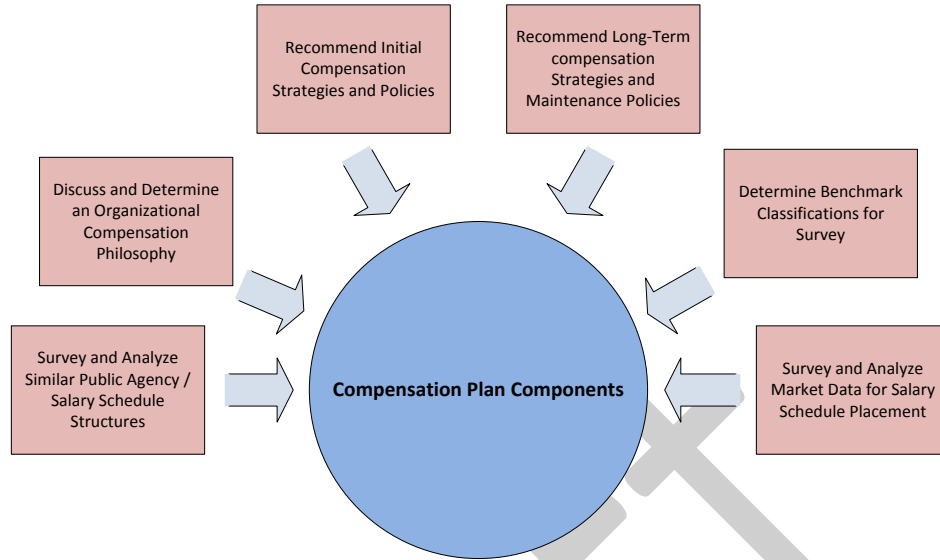 Recommend Initial
Compensation
Strategies and Policies
Recommend Long-Term
compensation
Strategies and
Maintenance Policies
Discuss and Determine
an Organizational
Compensation
Philosophy
Determine Benchmark
Classifications for
Survey
Survey and Analyze
Similar Public Agency /
Salary Schedule
Structures
Compensation Plan Components
Survey and Analyze
Market Data for Salary
Schedule Placement